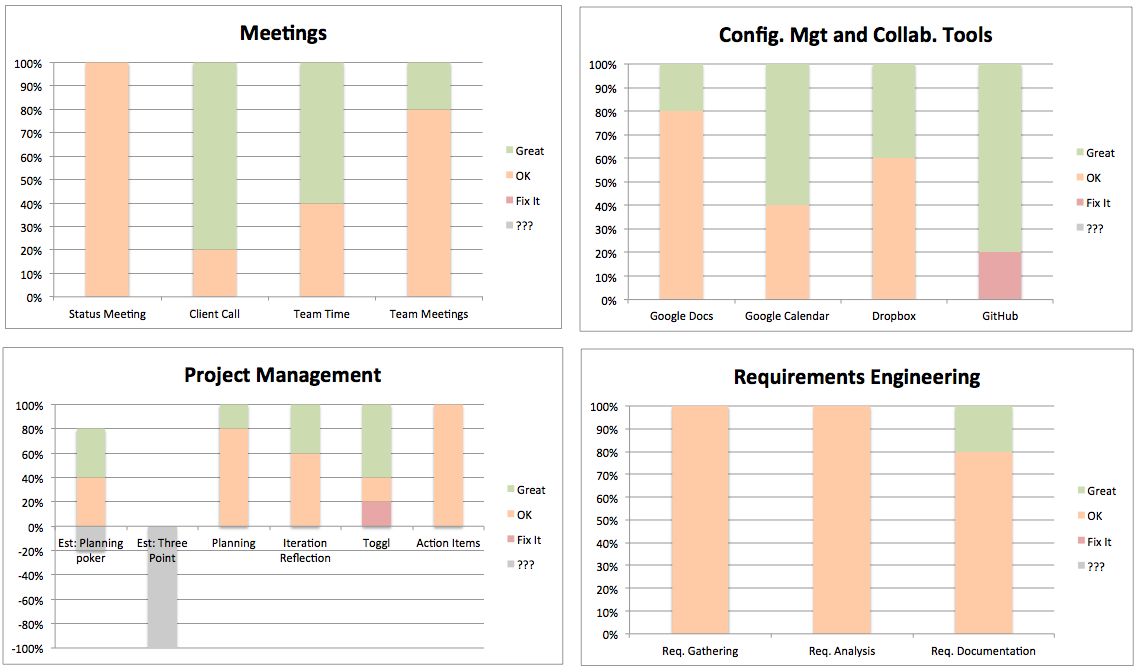 Meetings
100%
90%
80%
70%
60%
50%
40%
30%
20%
10%
0%
Status Meeting Client Call Team Time Team Meetings
Great
OK
Fix It
???
Config. Mgt and Collab. Tools
100%
90%
80%
70%
60%
50%
40%
30%
20%
10%
0%
Google Docs Google Calendar Dropbox GitHub
Great
OK
Fix It
???
Project Management
100%
80%
60%
40%
20%
0%
-20%
-40%
-60%
-80%
-100%
Est: Planning Est: Three Planning Iteration Toggl Action Items
poker Point Reflection
Great
OK
Fix It
???
Requirements Engineering
100%
90%
80%
70%
60%
50%
40%
30%
20%
10%
0%
Req. Gathering Req. Analysis Req. Documentation
Great
OK
Fix It
???